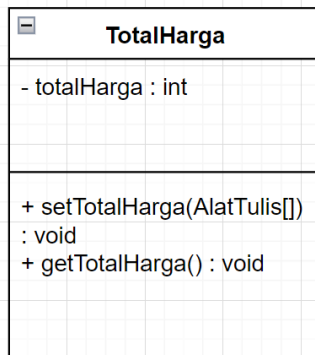 TotalHarga
- totalHarga : int
+ setTotalHarga(AlatTulis[])
: void
+ getTotalHarga() : void